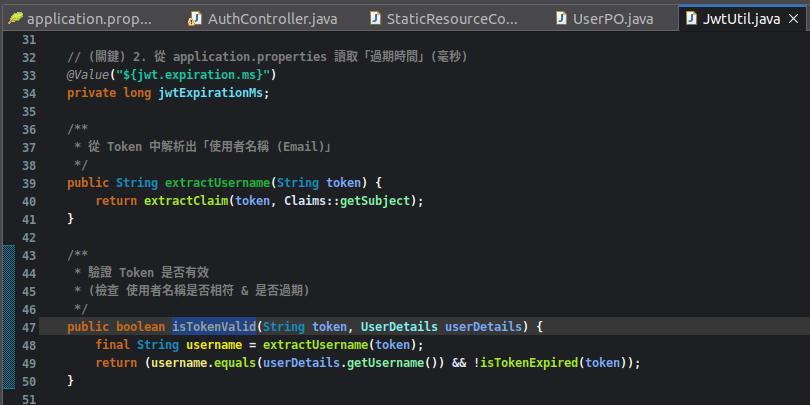 application.prop...
AuthController.java
StaticResourceCo...
UserPO.java
JwtUtil.java
31
32 // (關鍵) 2. 從 application.properties 讀取「過期時間」(毫秒)
33 @Value("${jwt.expiration.ms}")
34 private long jwtExpirationMs;
35
36 /**
37 * 從 Token 中解析出「使用者名稱 (Email)」
38 */
39 public String extractUsername(String token) {
40 return extractClaim(token, Claims::getSubject);
41 }
42
43 /**
44 * 驗證 Token 是否有效
45 * (檢查 使用者名稱是否相符 & 是否過期)
46 */
47 public boolean isTokenValid(String token, UserDetails userDetails) {
48 final String username = extractUsername(token);
49 return (username.equals(userDetails.getUsername()) && !isTokenExpired(token));
50 }
51